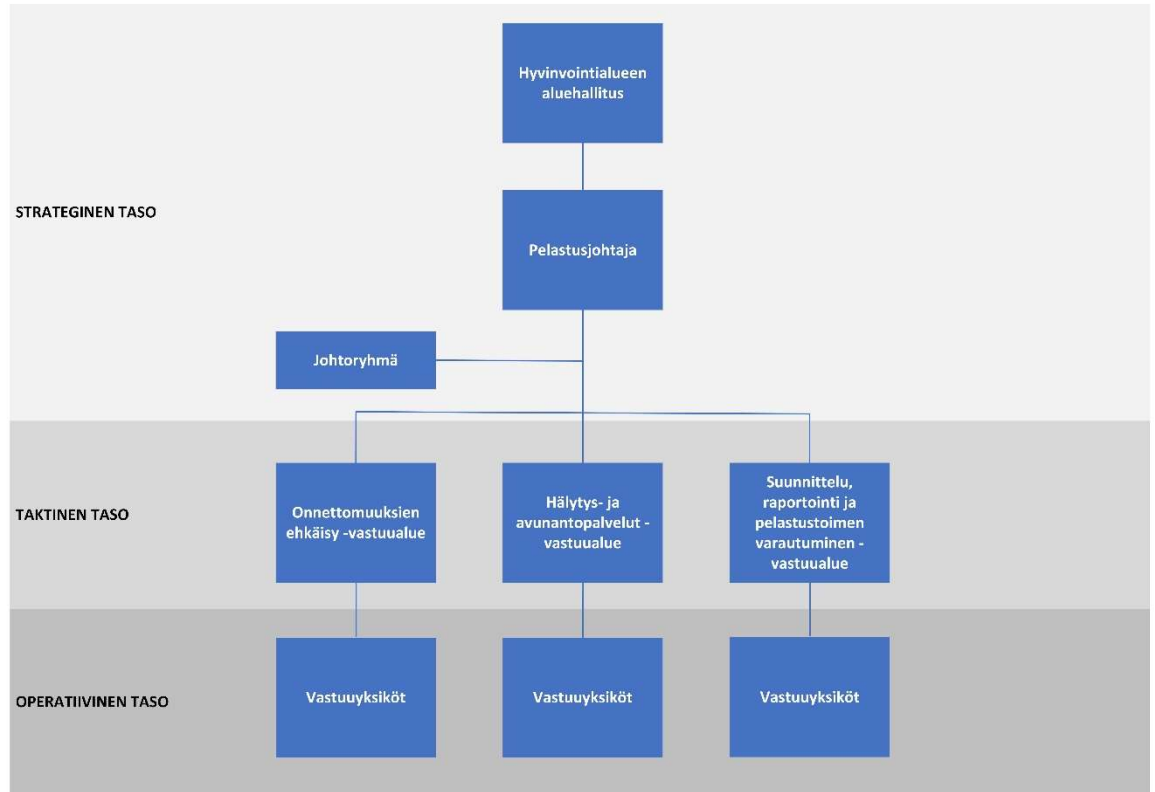 Hyvinvointialueen
aluehallitus
STRATEGINEN TASO
Pelastusjohtaja
Johtoryhmä
TAKTINEN TASO
Onnettomuuksien
ehkäisy -vastuualue
Hälytys- ja
avunantopalvelut -
vastuualue
Suunnittelu,
raportointi ja
pelastustoimen
varautuminen -
vastuualue
OPERATIIVINEN TASO
Vastuuyksiköt
Vastuuyksiköt
Vastuuyksiköt